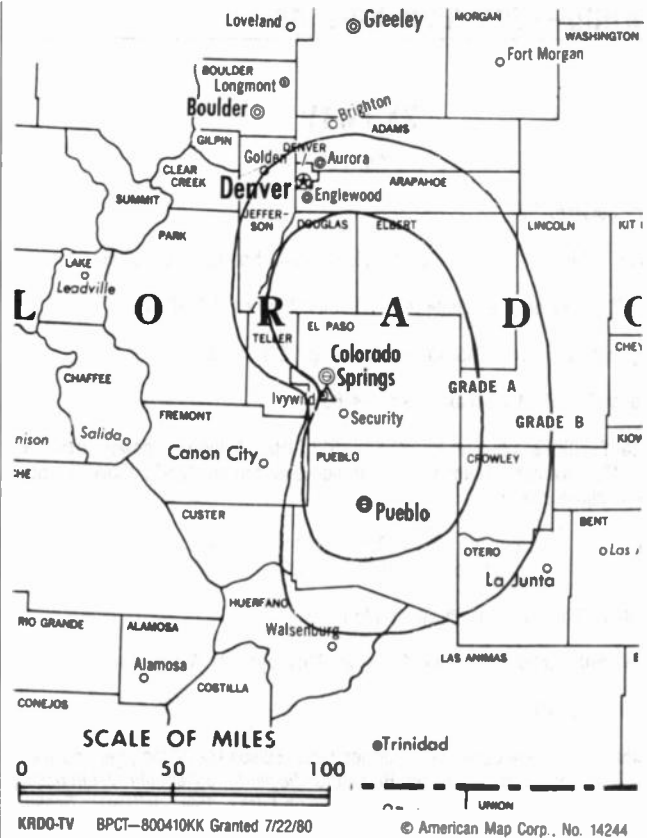 Loveland
Greeley
MORGAN
WASHINGTON
Fort Morgan
BOULDER
Longmont
Boulder
Brighton
ADAMS
GILPIN
DENVER
Golden
Aurora
CLEAR
CREEK
Denver
ARAPAHOE
Englewood
SUMMIT
JEFFER-
SON
DOUGLAS
ELBERT
LINCOLN
KIT
PARK
LAKE
Leadville
L O R A D O
EL PASO
TELLER
CHEY
Colorado
Springs
CHAFFEE
GRADE A
Ivywild
Security
FREMONT
GRADE B
nison
Salida
KIOW
Canon City
PUEBLO
CROWLEY
CHE
Pueblo
CUSTER
BENT
OTERO
Las
La Junta
HUERFANO
RIO GRANDE
ALAMOSA
Walsenburg
LAS ANIMAS
Alamosa
COSTILLA
CONEJOS
SCALE OF MILES
Trinidad
0 50 100
UNION
KRDO-TV BPCT—800410KK Granted 7/22/80
© American Map Corp., No. 14244